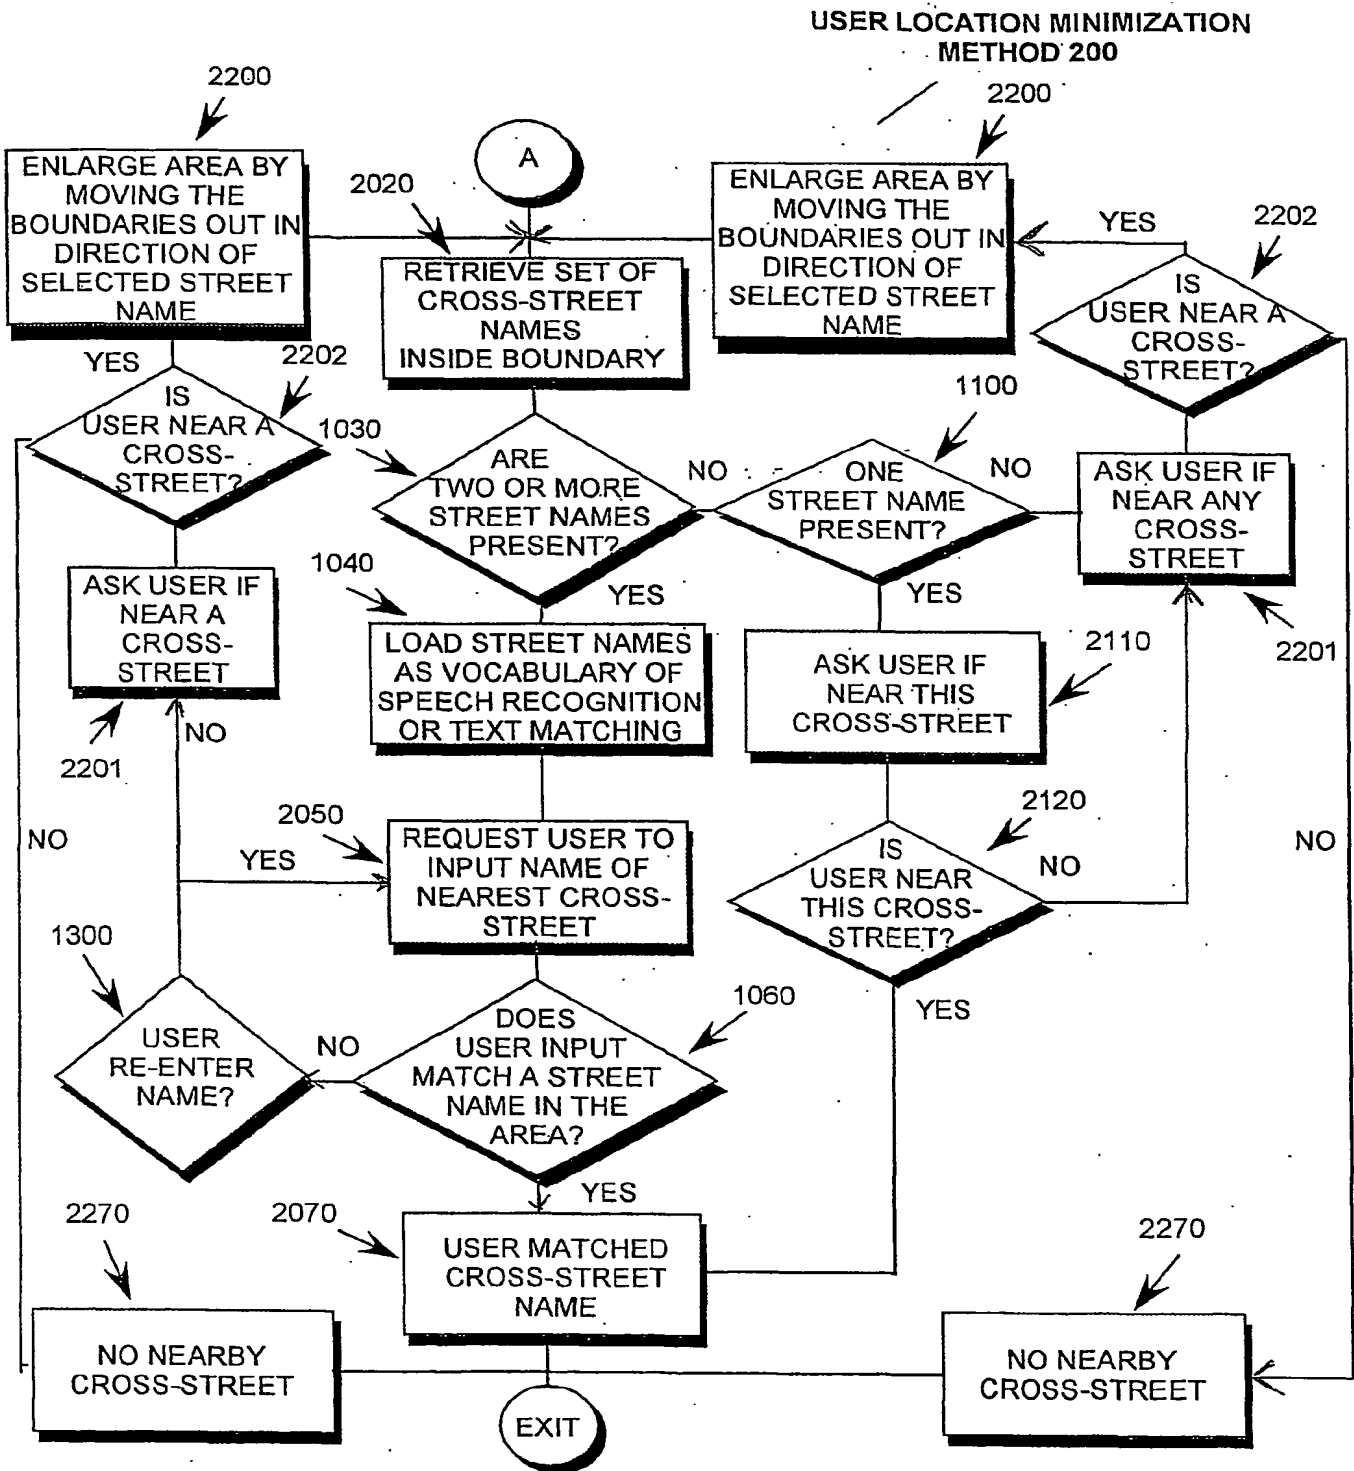 USER LOCATION MINIMIZATION
METHOD 200
2200
ENLARGE AREA BY
MOVING THE
BOUNDARIES OUT IN
DIRECTION OF
SELECTED STREET
NAME
A
2020
RETRIEVE SET OF
CROSS-STREET
NAMES
INSIDE BOUNDARY
2200
ENLARGE AREA BY
MOVING THE
BOUNDARIES OUT IN
DIRECTION OF
SELECTED STREET
NAME
YES
2202
IS
USER NEAR A
CROSS-
STREET?
YES
2202
IS
USER NEAR A
CROSS-
STREET?
1030
ARE
TWO OR MORE
STREET NAMES
PRESENT?
NO
1100
ONE
STREET NAME
PRESENT?
NO
ASK USER IF
NEAR ANY
CROSS-
STREET
2201
ASK USER IF
NEAR A
CROSS-
STREET
2201
NO
1040
YES
LOAD STREET NAMES
AS VOCABULARY OF
SPEECH RECOGNITION
OR TEXT MATCHING
YES
ASK USER IF
NEAR THIS
CROSS-STREET
2110
NO
YES
2050
REQUEST USER TO
INPUT NAME OF
NEAREST CROSS-
STREET
2120
IS
USER NEAR
THIS CROSS-
STREET?
NO
NO
YES
1300
USER
RE-ENTER
NAME?
NO
DOES
USER INPUT
MATCH A STREET
NAME IN THE
AREA?
1060
YES
2070
USER MATCHED
CROSS-STREET
NAME
2270
NO NEARBY
CROSS-STREET
2270
NO NEARBY
CROSS-STREET
EXIT